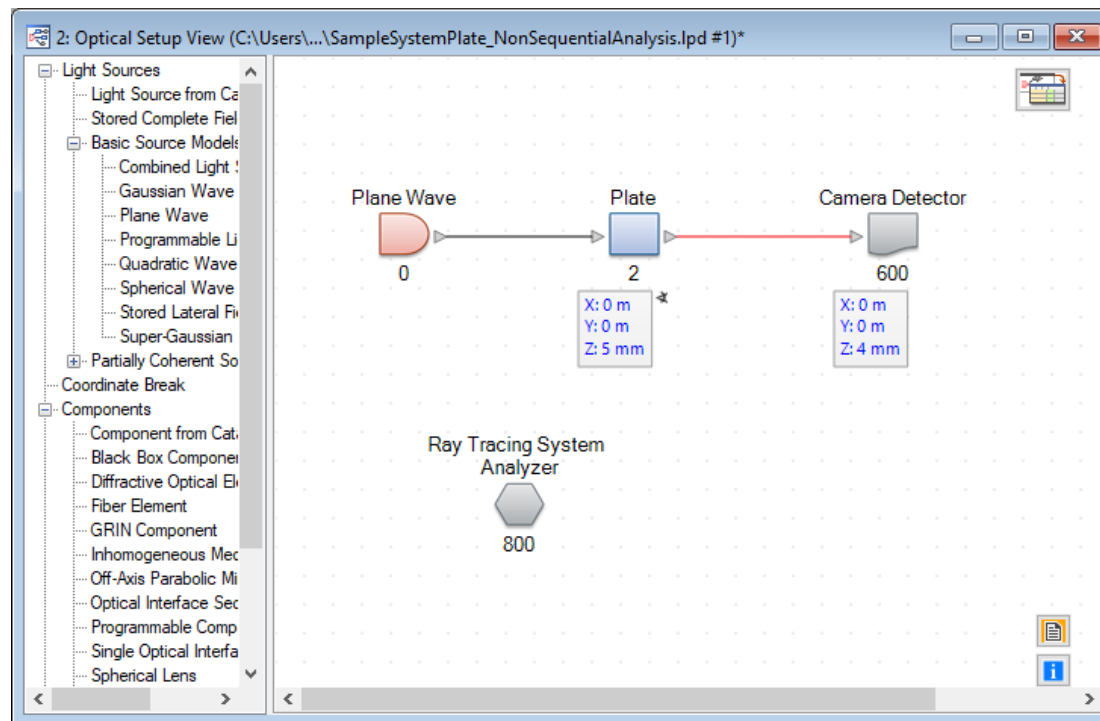 2: Optical Setup View (C:\Users\...\SampleSystemPlate_NonSequentialAnalysis.lpd #1)*
Light Sources
Light Source from Ca
Stored Complete Fiel
Basic Source Models
Combined Light
Gaussian Wave
Plane Wave
Programmable Li
Quadratic Wave
Spherical Wave
Stored Lateral Fi
Super-Gaussian
Partially Coherent So
Coordinate Break
Components
Component from Cat
Black Box Componen
Diffractive Optical El
Fiber Element
GRIN Component
Inhomogeneous Med
Off-Axis Parabolic Mi
Optical Interface Sec
Programmable Comp
Single Optical Interfa
Spherical Lens
Plane Wave
0
Plate
2
X: 0 m
Y: 0 m
Z: 5 mm
Camera Detector
600
X: 0 m
Y: 0 m
Z: 4 mm
Ray Tracing System
Analyzer
800